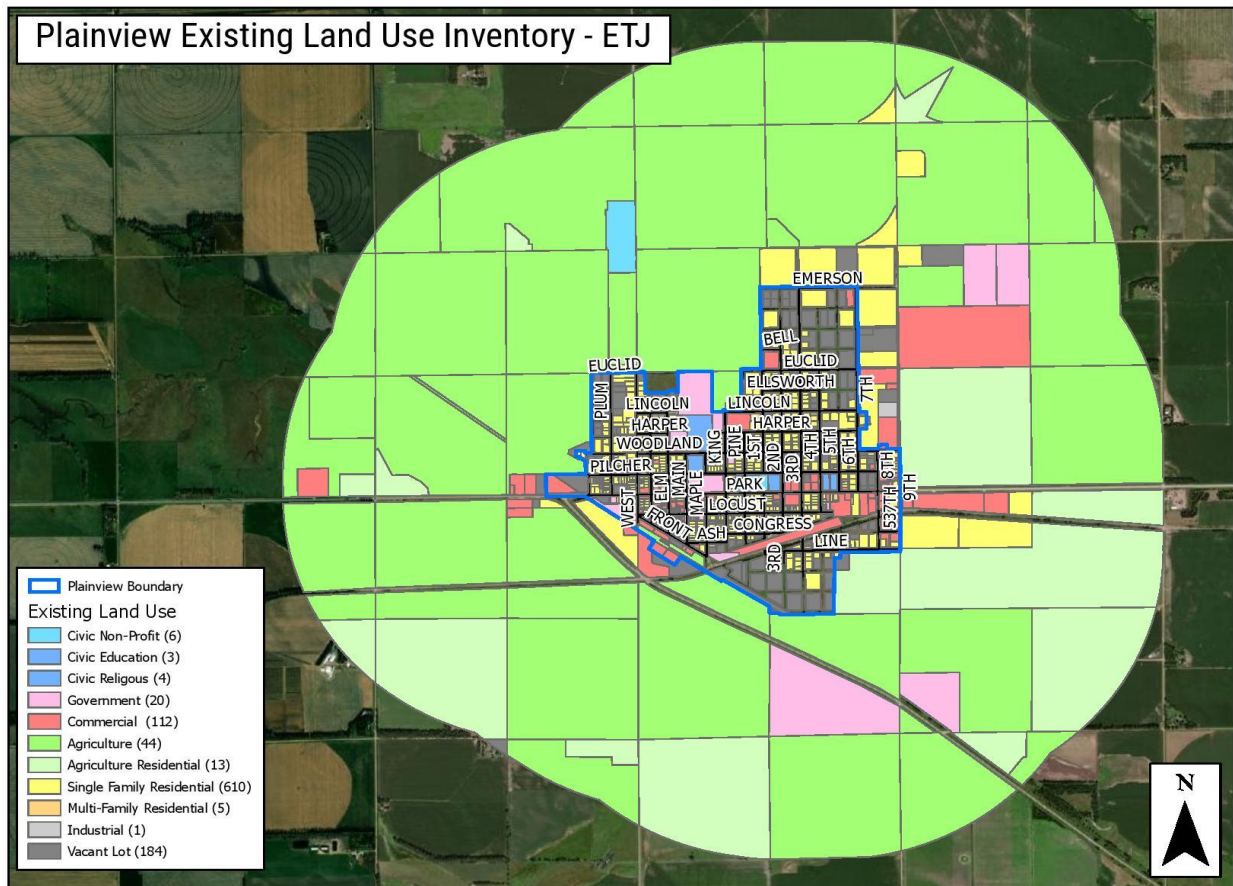 Plainview Existing Land Use Inventory - ETJ
EMERSON
BELL
EUCLID
EUCLID
ELLSWORTH
7TH
PLUM
LINCOLN
LINCOLN
HARPER
HARPER
WOODLAND
KING
PINE
1ST
2ND
3RD
4TH
5TH
6TH
8TH
9TH
PILCHER
ELM
MAIN
MAPLE
PARK
WEST
LOCUST
537TH
FRONT
CONGRESS
ASH
LINE
3RD
Plainview Boundary
Existing Land Use
Civic Non-Profit (6)
Civic Education (3)
Civic Religous (4)
Government (20)
Commercial (112)
Agriculture (44)
Agriculture Residential (13)
Single Family Residential (610)
Multi-Family Residential (5)
Industrial (1)
Vacant Lot (184)
N